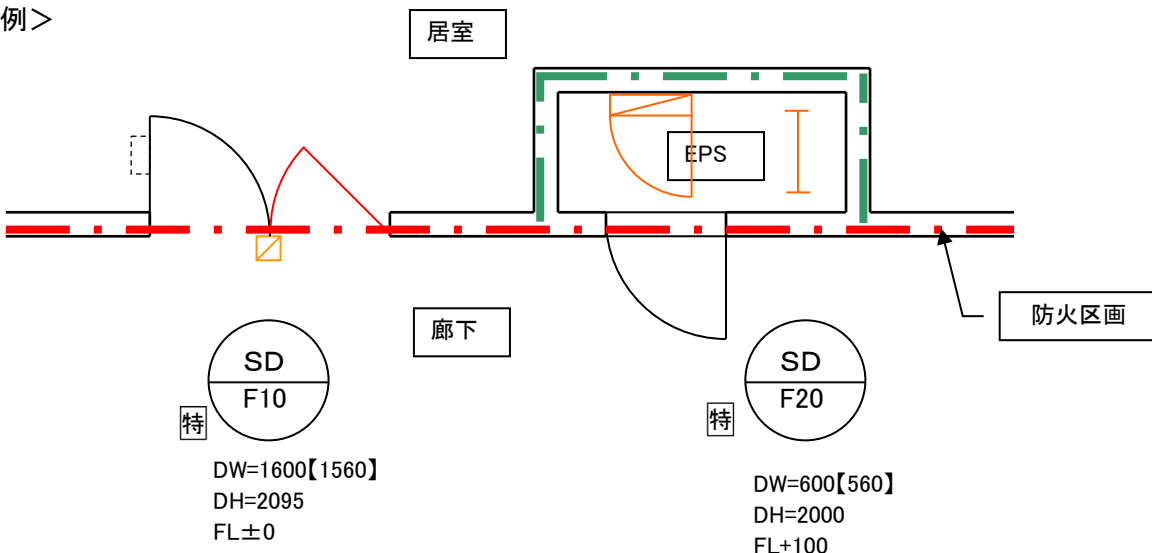 例＞
居室
EPS
廊下
防火区画
SD
F10
特
DW=1600【1560】
DH=2095
FL±0
SD
F20
特
DW=600【560】
DH=2000
FL+100